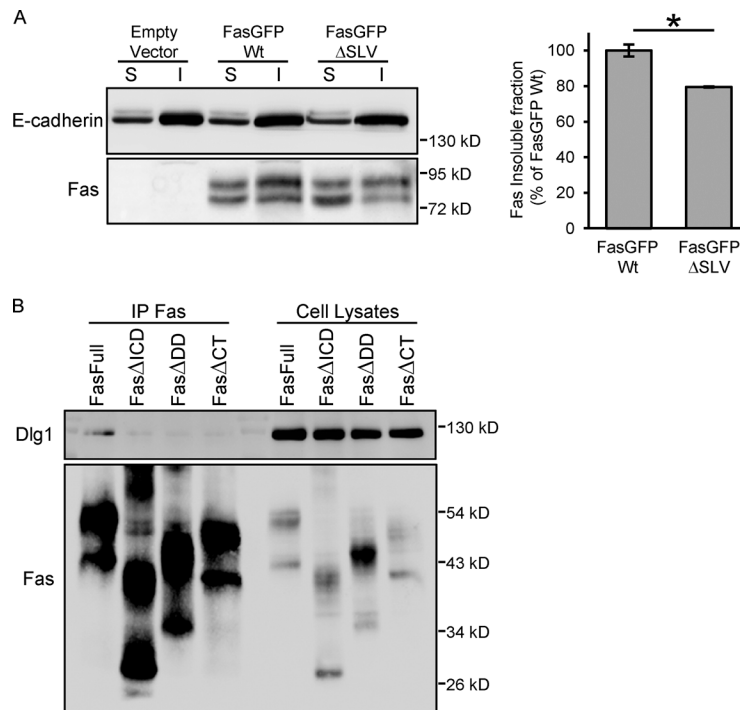 A
Empty Vector
FasGFP Wt
FasGFP ΔSLV
S I S I S I
E-cadherin
130 kD
Fas
95 kD
72 kD
Fas Insoluble fraction
(% of FasGFP Wt)
100
80
60
40
20
0
*
FasGFP Wt
FasGFP ΔSLV
B
IP Fas
Cell Lysates
FasFull
FasΔICD
FasΔDD
FasΔCT
FasFull
FasΔICD
FasΔDD
FasΔCT
Dlg1
130 kD
Fas
54 kD
43 kD
34 kD
26 kD